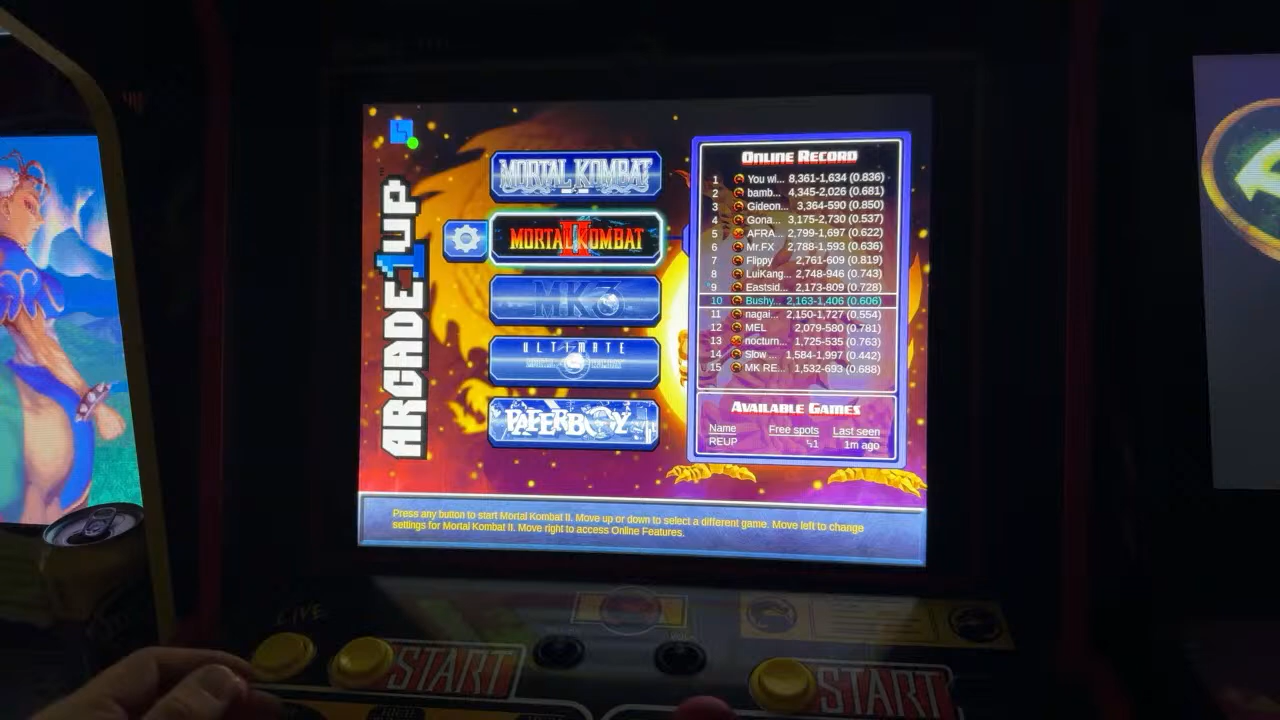 ARCADE1UP
MORTAL KOMBAT
MORTAL KOMBAT II
MK3
ULTIMATE
PAPERBOY
ONLINE RECORD
1 You wi... 8,361-1,634 (0.836)
2 bamb... 4,345-2,026 (0.681)
3 Gideon... 3,364-590 (0.850)
4 Gona... 3,175-2,730 (0.537)
5 AFRA... 2,799-1,697 (0.622)
6 Mr.FX 2,788-1,593 (0.636)
7 Flippy 2,761-609 (0.819)
8 LuiKang... 2,748-946 (0.743)
9 Eastsid... 2,173-809 (0.728)
10 Bushy... 2,163-1,406 (0.606)
11 nagai... 2,150-1,727 (0.554)
12 MEL 2,079-580 (0.781)
13 nocturn... 1,725-535 (0.763)
14 Slow ... 1,584-1,997 (0.442)
15 MK RE... 1,532-693 (0.688)
AVAILABLE GAMES
Name Free spots Last seen
REUP 1 1m ago
Press any button to start Mortal Kombat II. Move up or down to select a different game. Move left to change
settings for Mortal Kombat II. Move right to access Online Features.
LIVE
START
START